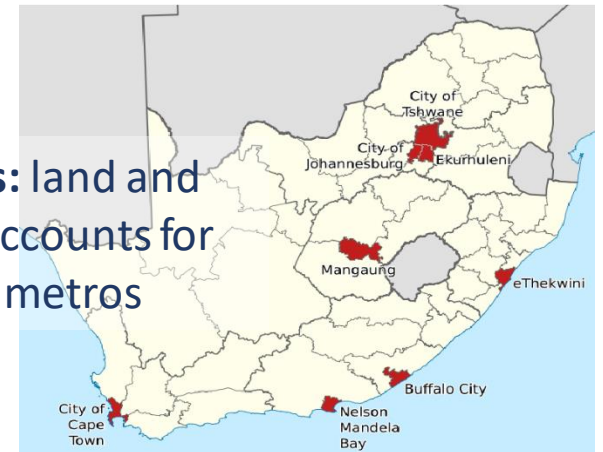 City of
Tshwane
City of
Johannesburg
Ekurhuleni
s: land and
accounts for
metros
Mangaung
eThekwini
Buffalo City
City of
Cape
Town
Nelson
Mandela
Bay